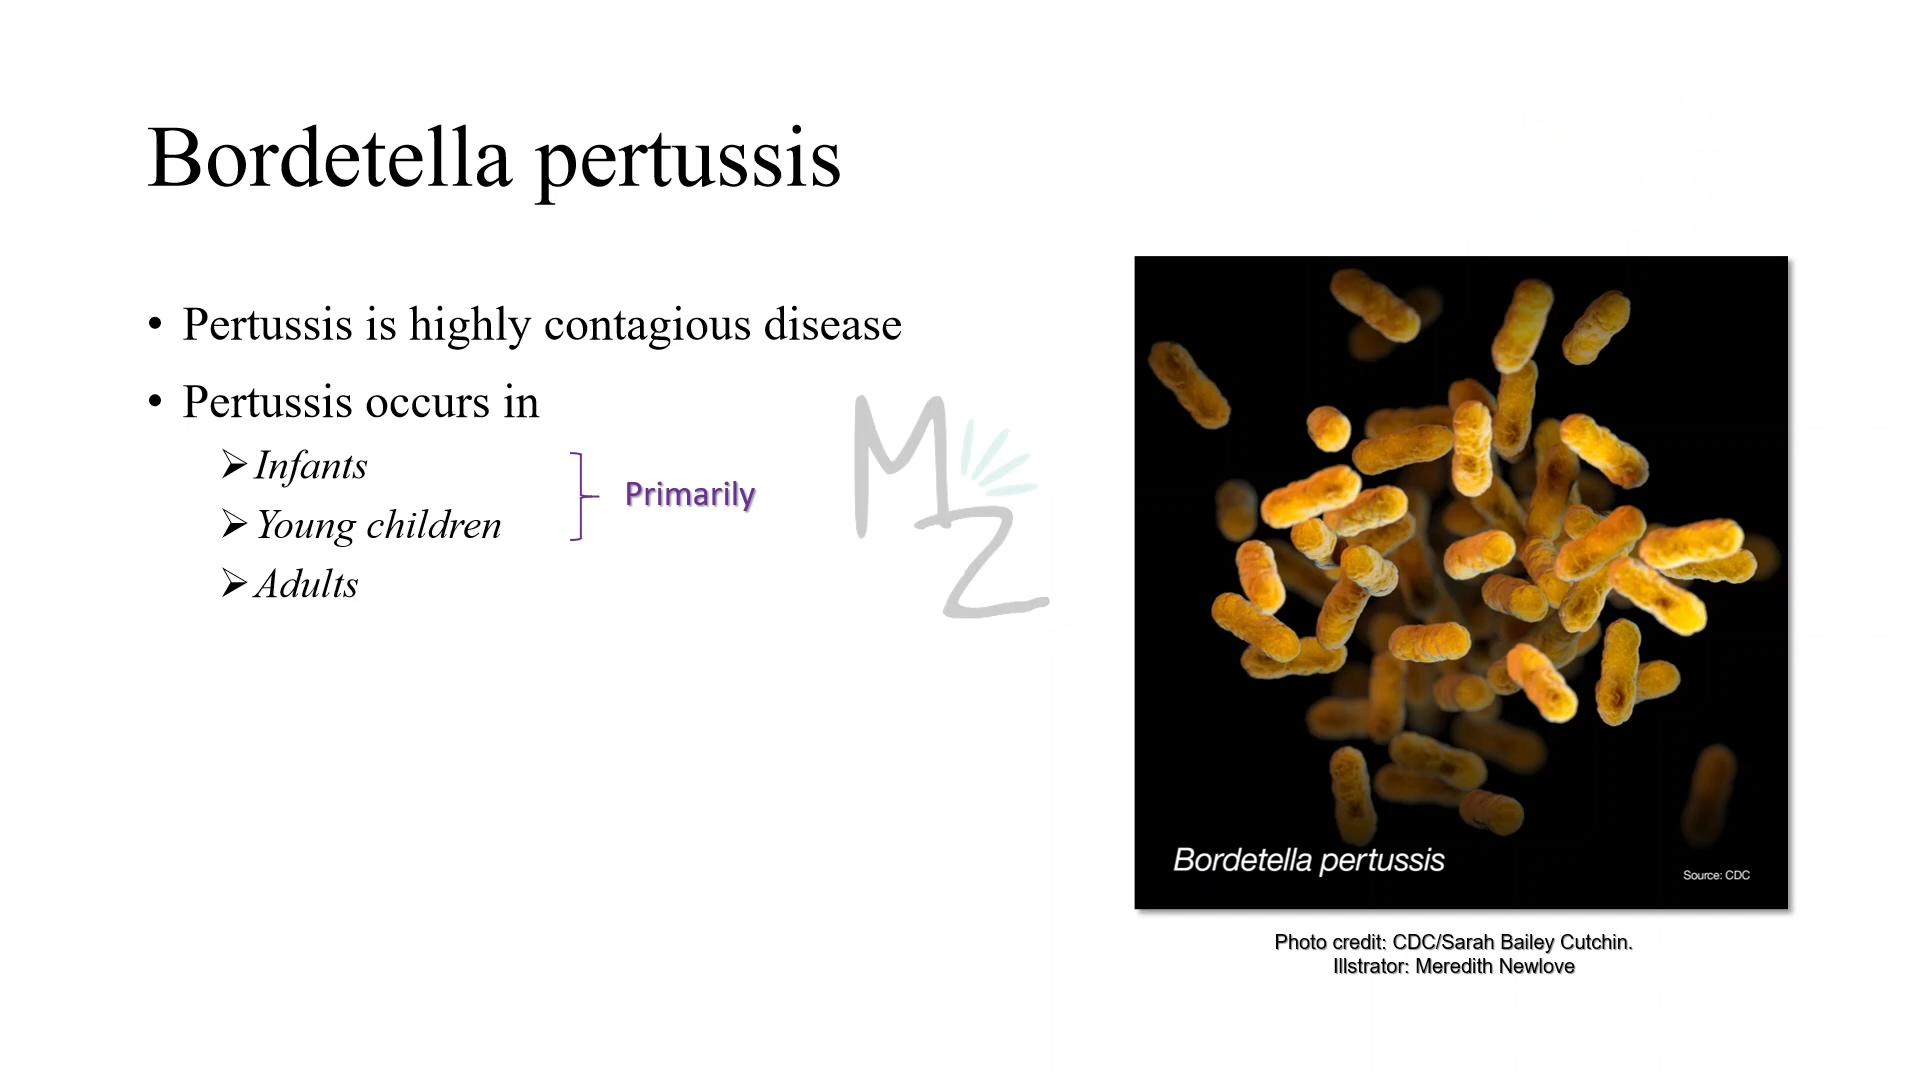 Bordetella pertussis
• Pertussis is highly contagious disease
• Pertussis occurs in
➢ Infants
➢ Young children
➢ Adults
Primarily
MZ
Bordetella pertussis
Source: CDC
Photo credit: CDC/Sarah Bailey Cutchin.
Illstrator: Meredith Newlove